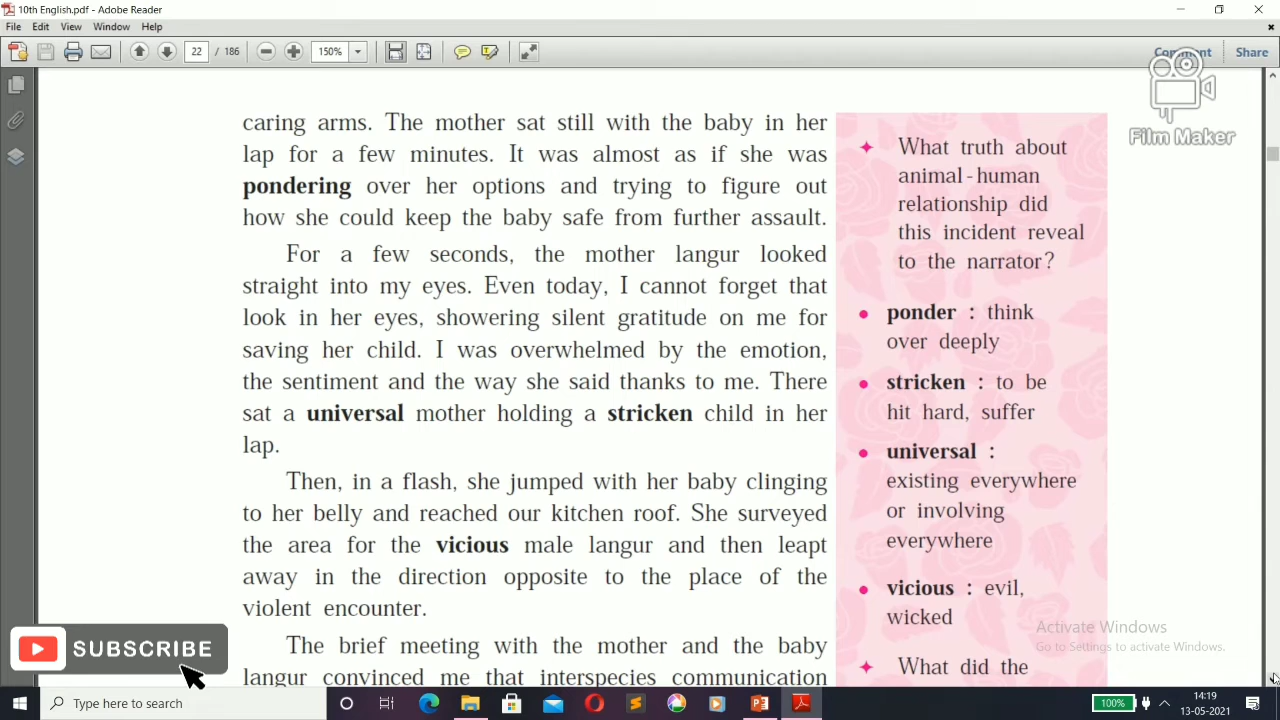 10th English.pdf - Adobe Reader
File Edit View Window Help
22 / 186 150% Comment Share
Film Maker
caring arms. The mother sat still with the baby in her
lap for a few minutes. It was almost as if she was
pondering over her options and trying to figure out
how she could keep the baby safe from further assault.
For a few seconds, the mother langur looked
straight into my eyes. Even today, I cannot forget that
look in her eyes, showering silent gratitude on me for
saving her child. I was overwhelmed by the emotion,
the sentiment and the way she said thanks to me. There
sat a universal mother holding a stricken child in her
lap.
Then, in a flash, she jumped with her baby clinging
to her belly and reached our kitchen roof. She surveyed
the area for the vicious male langur and then leapt
away in the direction opposite to the place of the
violent encounter.
The brief meeting with the mother and the baby
langur convinced me that interspecies communication
What truth about
animal - human
relationship did
this incident reveal
to the narrator?
ponder : think
over deeply
stricken : to be
hit hard, suffer
universal :
existing everywhere
or involving
everywhere
vicious : evil,
wicked
What did the
Activate Windows
Go to Settings to activate Windows.
SUBSCRIBE
Type here to search
100%
14:19
13-05-2021